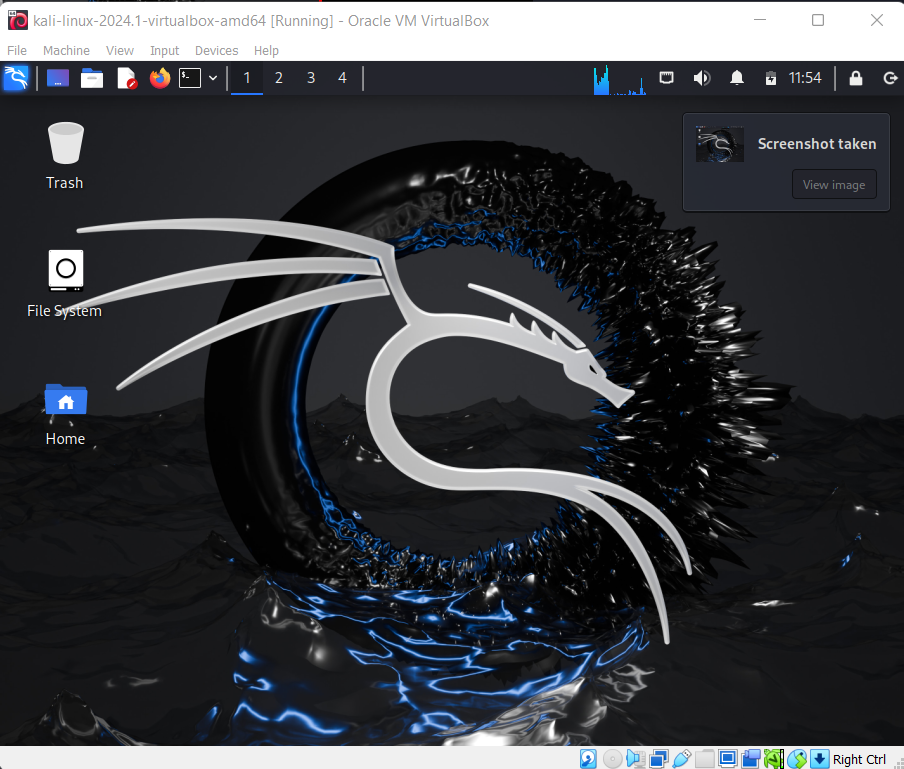 kali-linux-2024.1-virtualbox-amd64 [Running] - Oracle VM VirtualBox
File Machine View Input Devices Help
1 2 3 4 11:54
Screenshot taken
View image
Trash
File System
Home
Right Ctrl